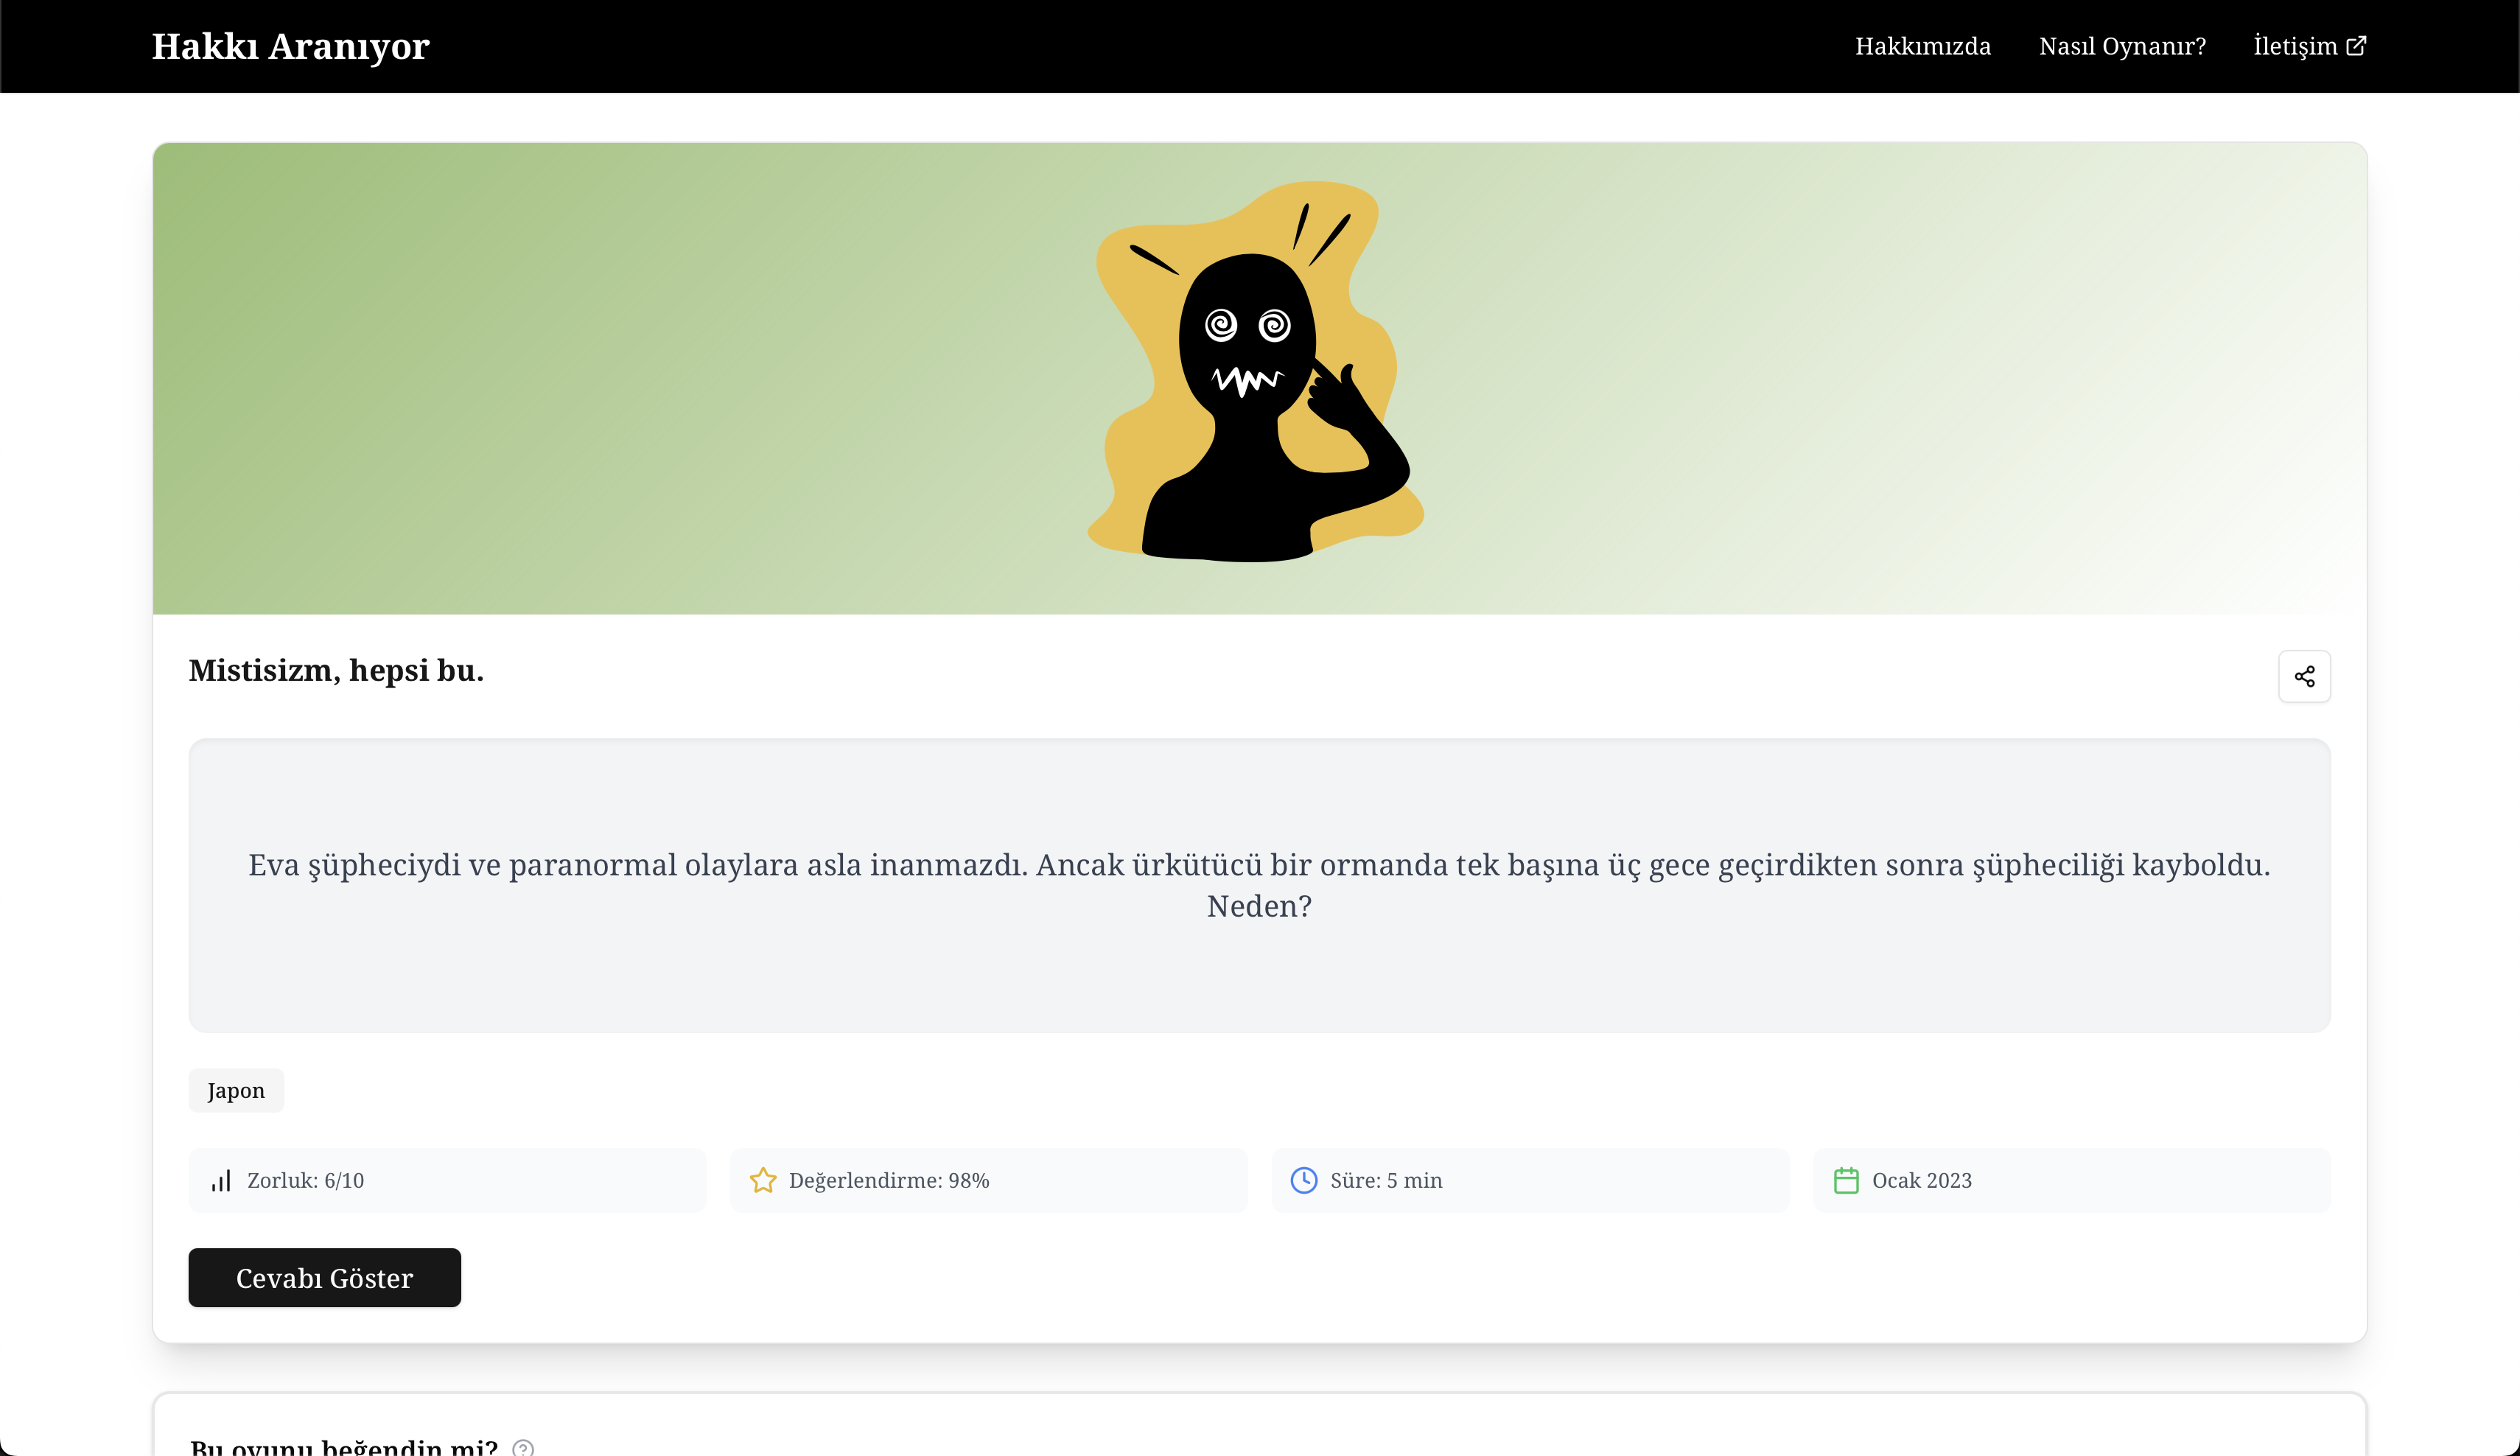 Hakkı Aranıyor
Hakkımızda
Nasıl Oynanır?
İletişim
Mistisizm, hepsi bu.
Eva şüpheciydi ve paranormal olaylara asla inanmazdı. Ancak ürkütücü bir ormanda tek başına üç gece geçirdikten sonra şüpheciliği kayboldu.
Neden?
Japon
Zorluk: 6/10
Değerlendirme: 98%
Süre: 5 min
Ocak 2023
Cevabı Göster
Bu oyunu beğendin mi?